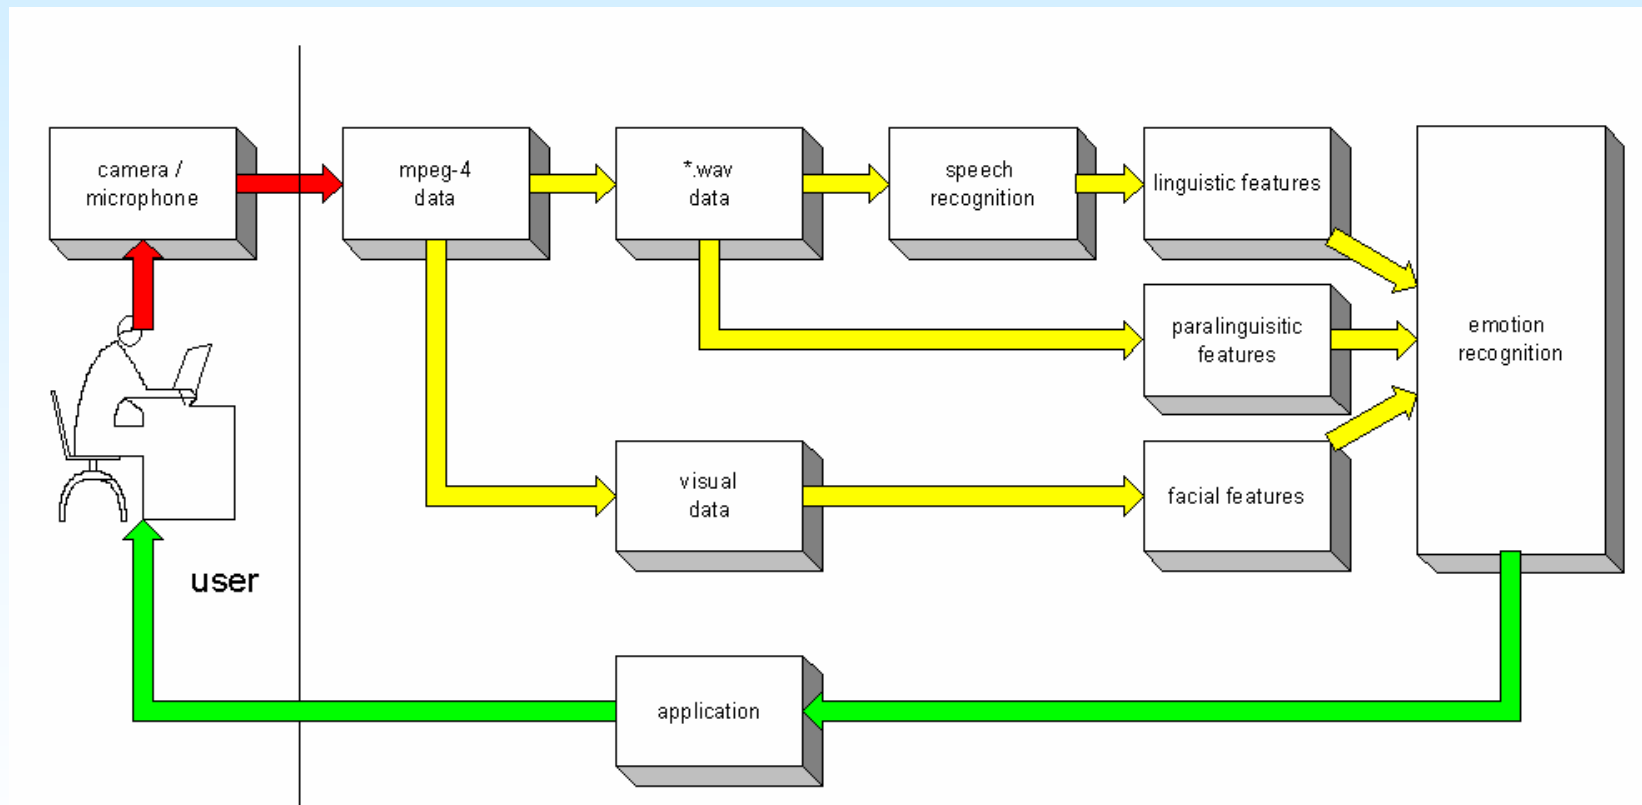 camera /
microphone
mpeg-4
data
*.wav
data
speech
recognition
linguistic features
paralinguisitic
features
emotion
recognition
visual
data
facial features
user
application